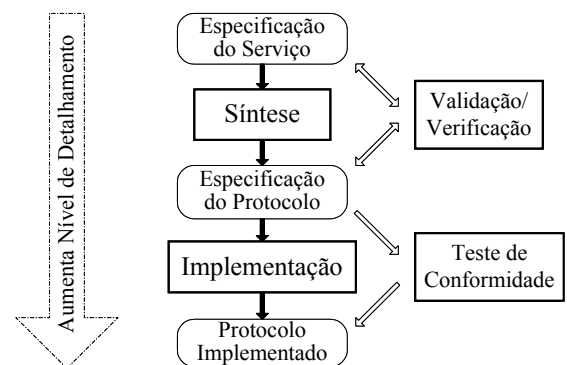 Aumenta Nível de Detalhamento
Especificação
do Serviço
Síntese
Validação/
Verificação
Especificação
do Protocolo
Implementação
Teste de
Conformidade
Protocolo
Implementado